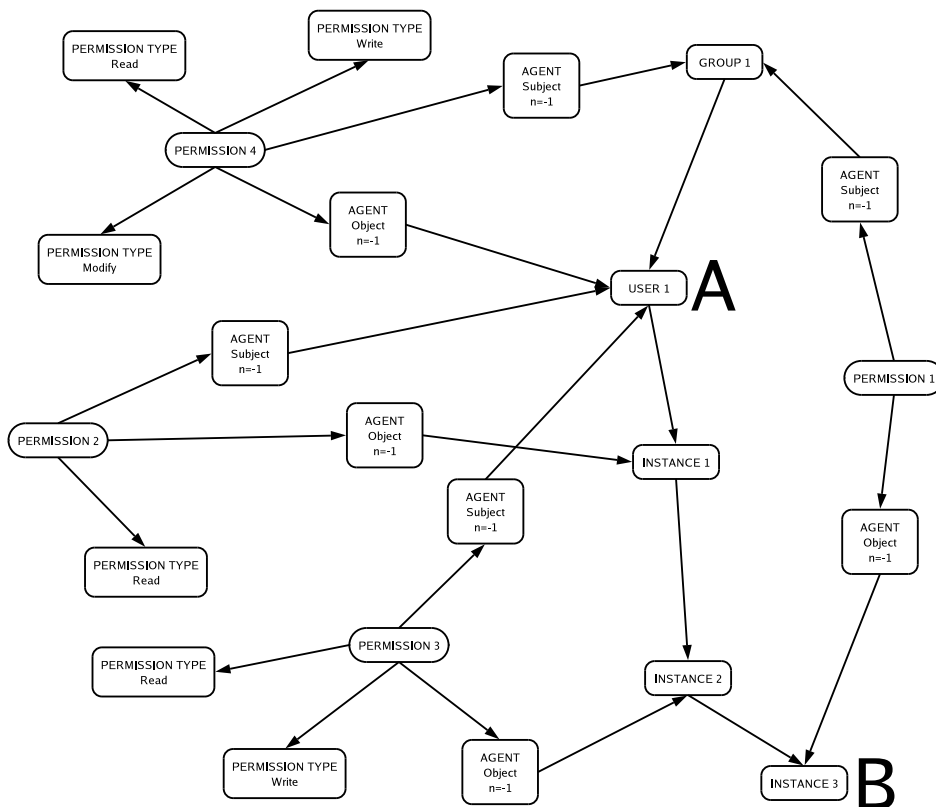 PERMISSION TYPE
Write
PERMISSION TYPE
Read
AGENT
Subject
n=-1
GROUP 1
PERMISSION 4
AGENT
Subject
n=-1
AGENT
Object
n=-1
PERMISSION TYPE
Modify
USER 1
A
AGENT
Subject
n=-1
PERMISSION 1
PERMISSION 2
AGENT
Object
n=-1
INSTANCE 1
AGENT
Subject
n=-1
AGENT
Object
n=-1
PERMISSION TYPE
Read
PERMISSION 3
PERMISSION TYPE
Read
INSTANCE 2
PERMISSION TYPE
Write
AGENT
Object
n=-1
INSTANCE 3
B